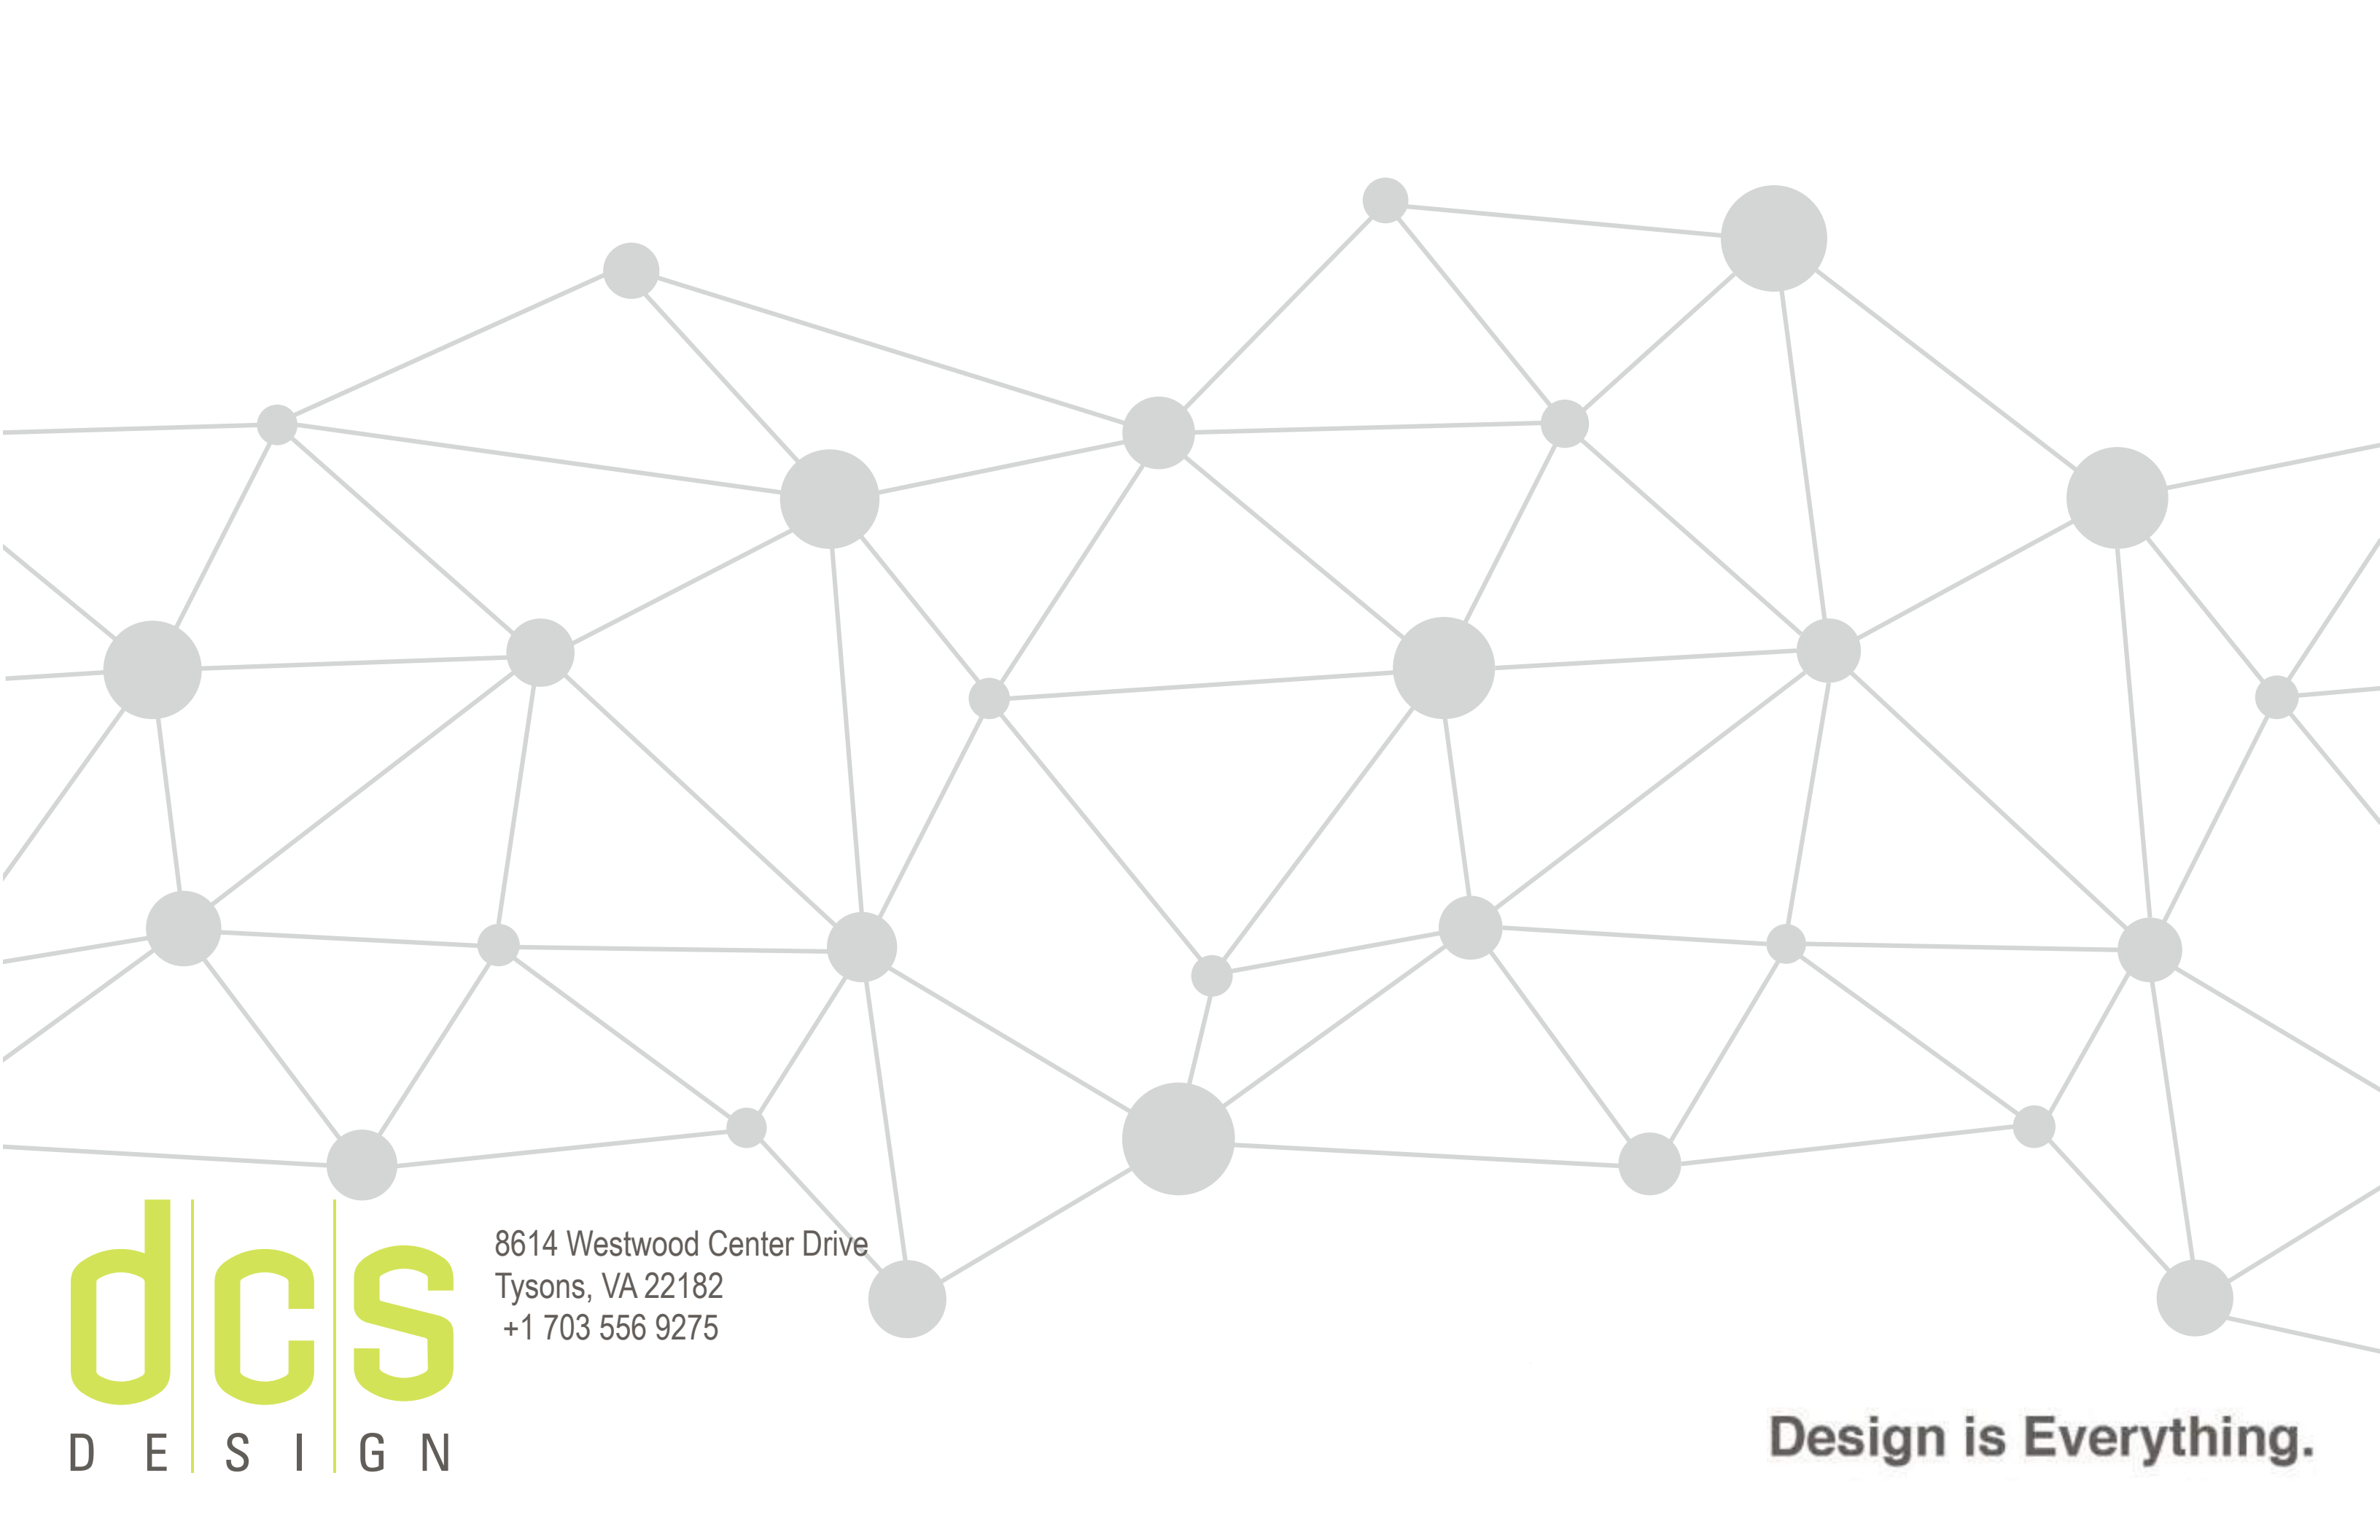 dcs
DESIGN
8614 Westwood Center Drive
Tysons, VA 22182
+1 703 556 9275
Design is Everything.